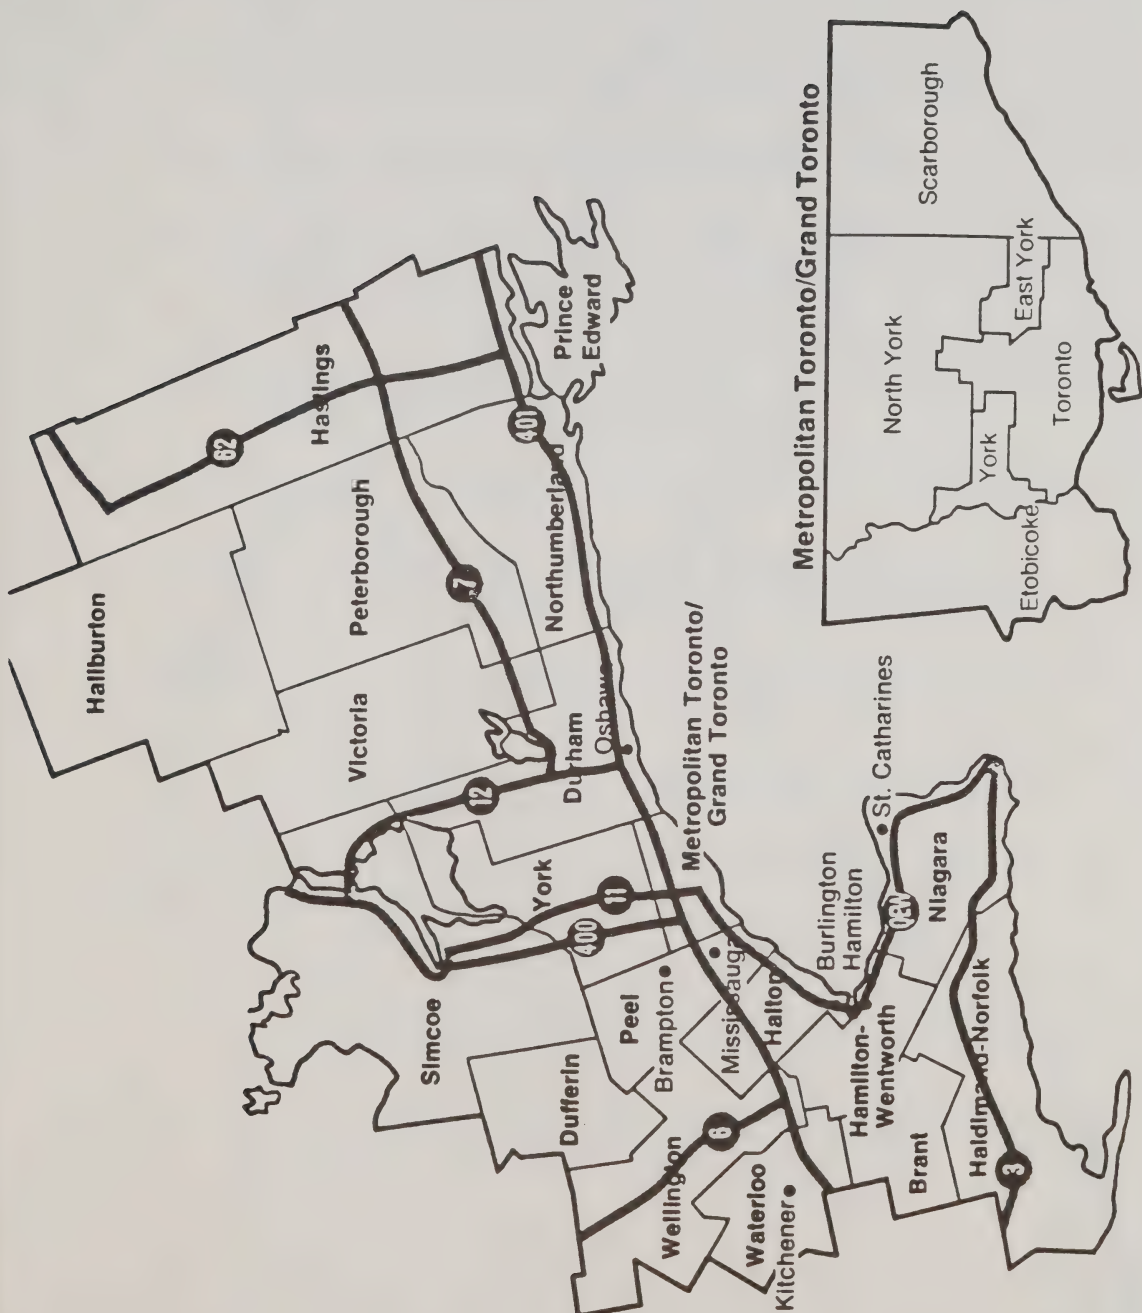 Haliburton
Hastings
62
Victoria
Peterborough
7
Northumberland
401
Prince
Edward
Simcoe
12
Durham
Oshawa
York
11
400
Metropolitan Toronto/
Grand Toronto
Dufferin
Peel
Brampton
Mississauga
Halton
Wellington
6
Waterloo
Kitchener
Burlington
Hamilton
Hamilton-
Wentworth
St. Catharines
QEW
Niagara
Brant
Haldimand-Norfolk
3
Metropolitan Toronto/Grand Toronto
Scarborough
North York
East York
York
Toronto
Etobicoke